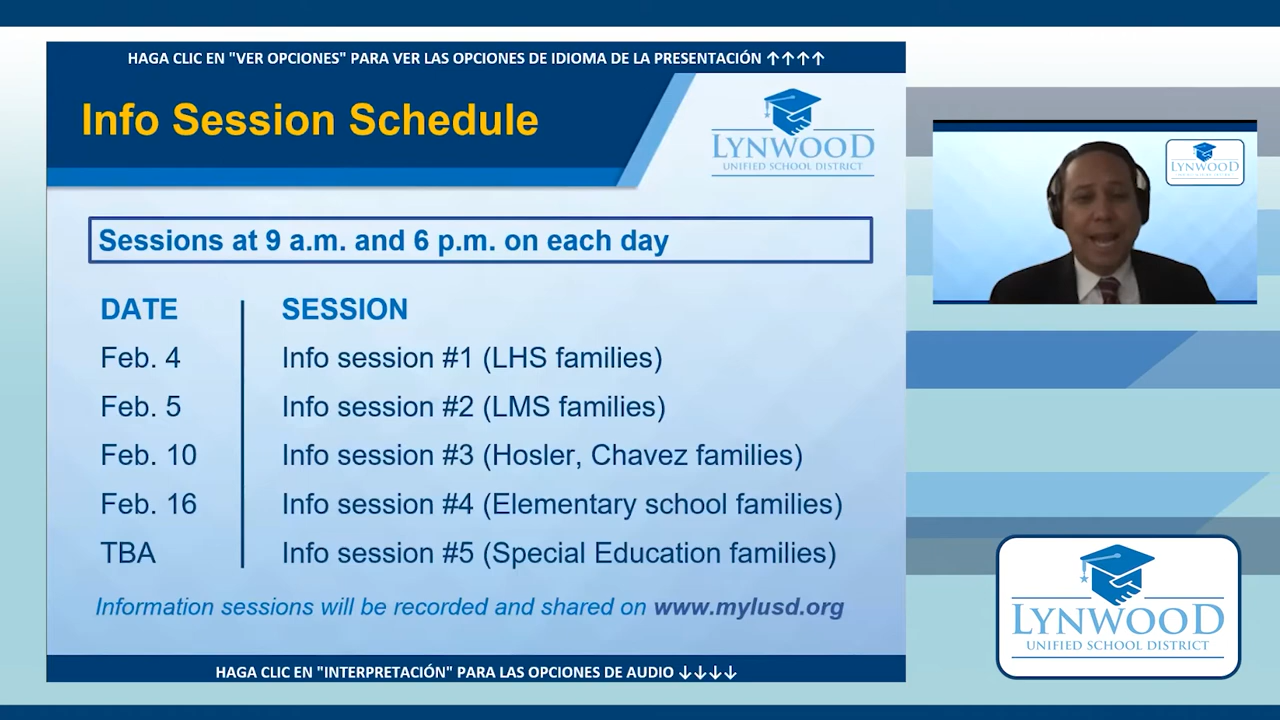 HAGA CLIC EN "VER OPCIONES" PARA VER LAS OPCIONES DE IDIOMA DE LA PRESENTACIÓN ↑↑↑↑
Info Session Schedule
LYNWOOD
UNIFIED SCHOOL DISTRICT
Sessions at 9 a.m. and 6 p.m. on each day
DATE SESSION
Feb. 4 Info session #1 (LHS families)
Feb. 5 Info session #2 (LMS families)
Feb. 10 Info session #3 (Hosler, Chavez families)
Feb. 16 Info session #4 (Elementary school families)
TBA Info session #5 (Special Education families)
Information sessions will be recorded and shared on www.mylusd.org
HAGA CLIC EN "INTERPRETACIÓN" PARA LAS OPCIONES DE AUDIO ↓↓↓↓
LYNWOOD
LYNWOOD
UNIFIED SCHOOL DISTRICT